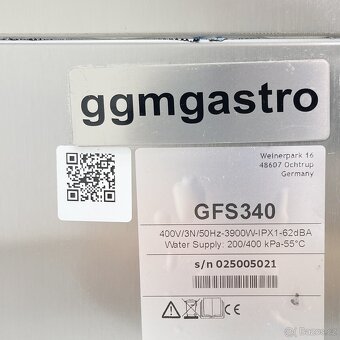 ggmgastro
Weinerpark 16
48607 Ochtrup
Germany
GFS340
400V/3N/50Hz-3900W-IPX1-62dBA
Water Supply: 200/400 kPa-55°C
s/n 025005021